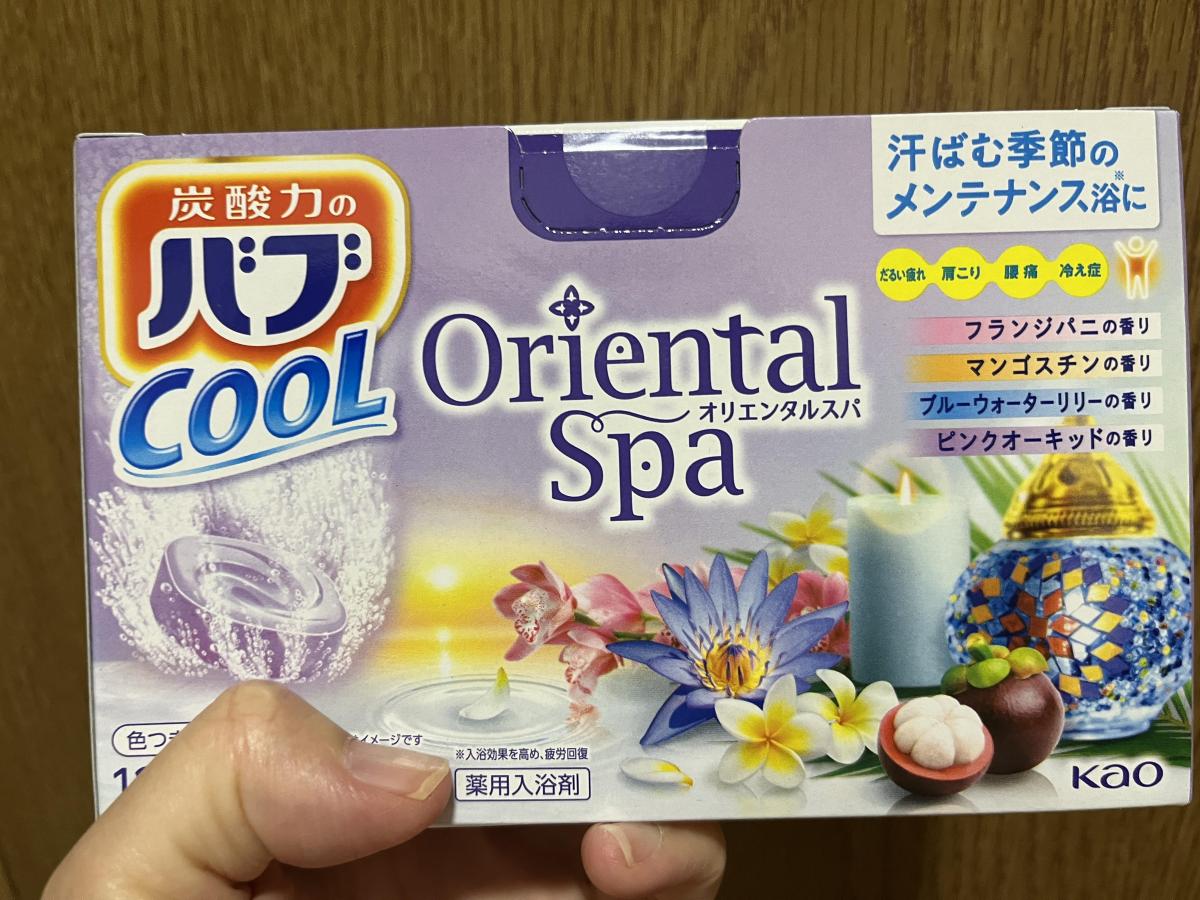 炭酸力の
バブ
COOL
Oriental
Spa
オリエンタルスパ
汗ばむ季節の
メンテナンス浴に
※
だるい疲れ 肩こり 腰痛 冷え症
フランジパニの香り
マンゴスチンの香り
ブルーウォーターリリーの香り
ピンクオーキッドの香り
色つき
イメージです
※入浴効果を高め、疲労回復
薬用入浴剤
Kao